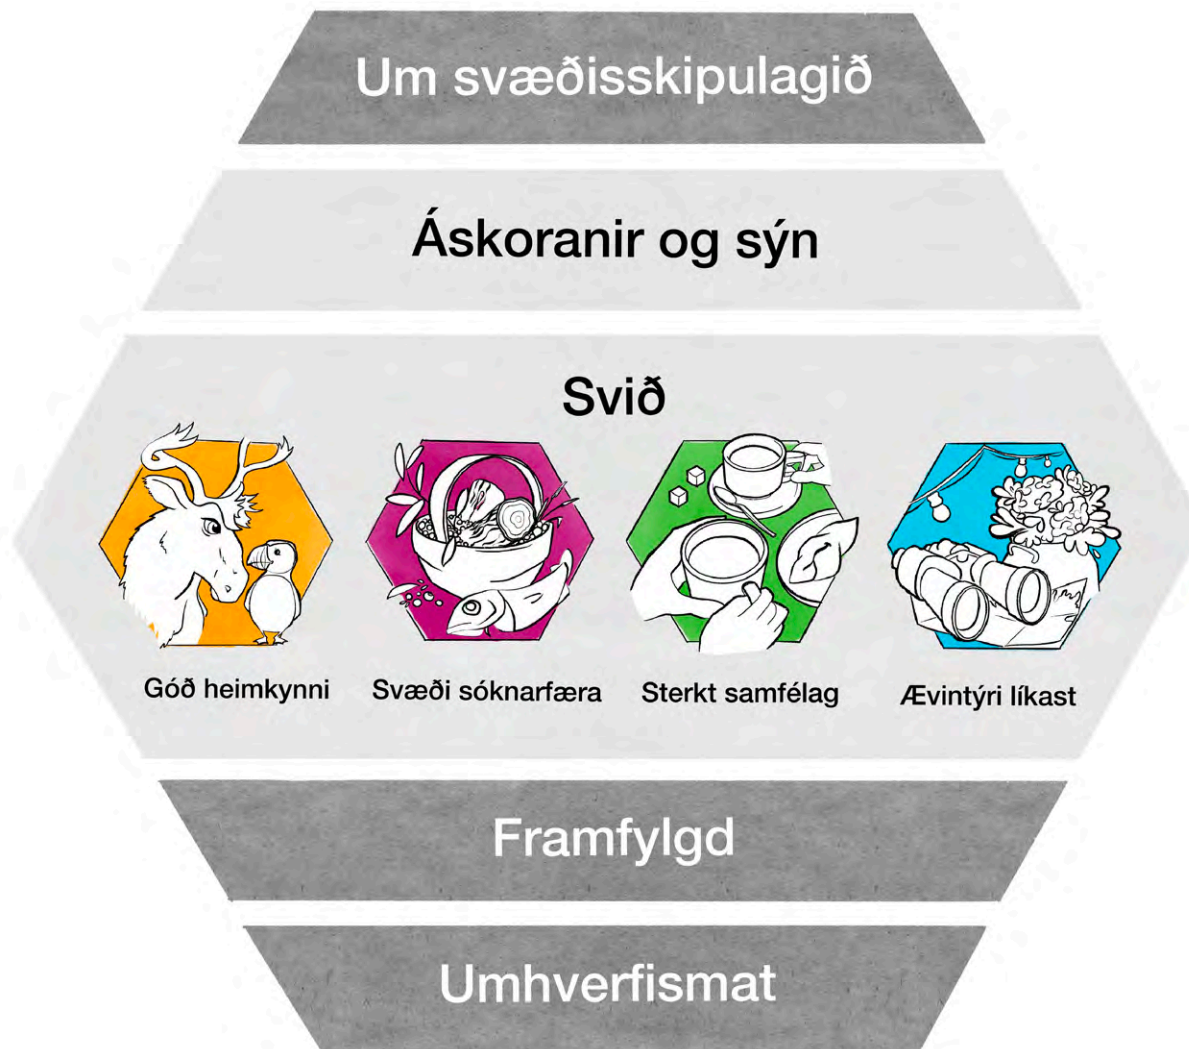 Um svæðisskipulagið
Áskoranir og sýn
Svið
Góð heimkynni
Svæði sóknarfæra
Sterkt samfélag
Ævintýri líkast
Framfylgd
Umhverfismat